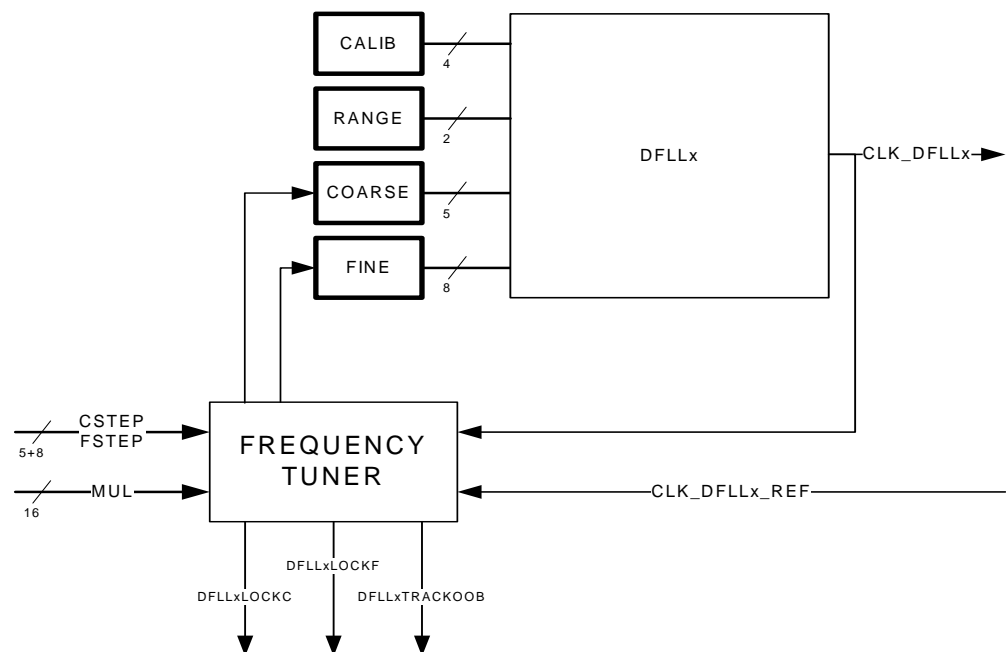 CALIB
4
RANGE
2
COARSE
5
FINE
8
DFLLx
CLK_DFLLx
CSTEP
FSTEP
5+8
MUL
16
FREQUENCY
TUNER
CLK_DFLLx_REF
DFLLxLOCKC
DFLLxLOCKF
DFLLxTRACKOOB